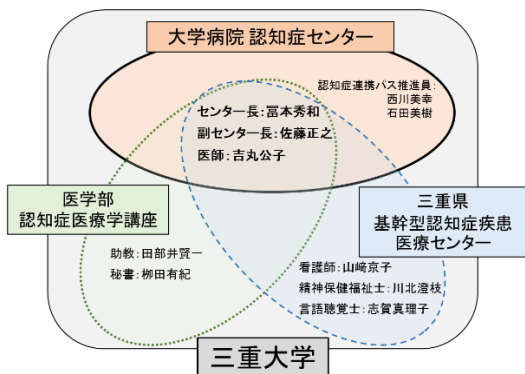 大学病院 認知症センター
認知症連携パス推進員：
西川美幸
石田美樹
センター長：冨本秀和
副センター長：佐藤正之
医師：吉丸公子
医学部
認知症医療学講座
三重県
基幹型認知症疾患
医療センター
助教：田部井賢一
秘書：柳田有紀
看護師：山﨑京子
精神保健福祉士：川北澄枝
言語聴覚士：志賀真理子
三重大学